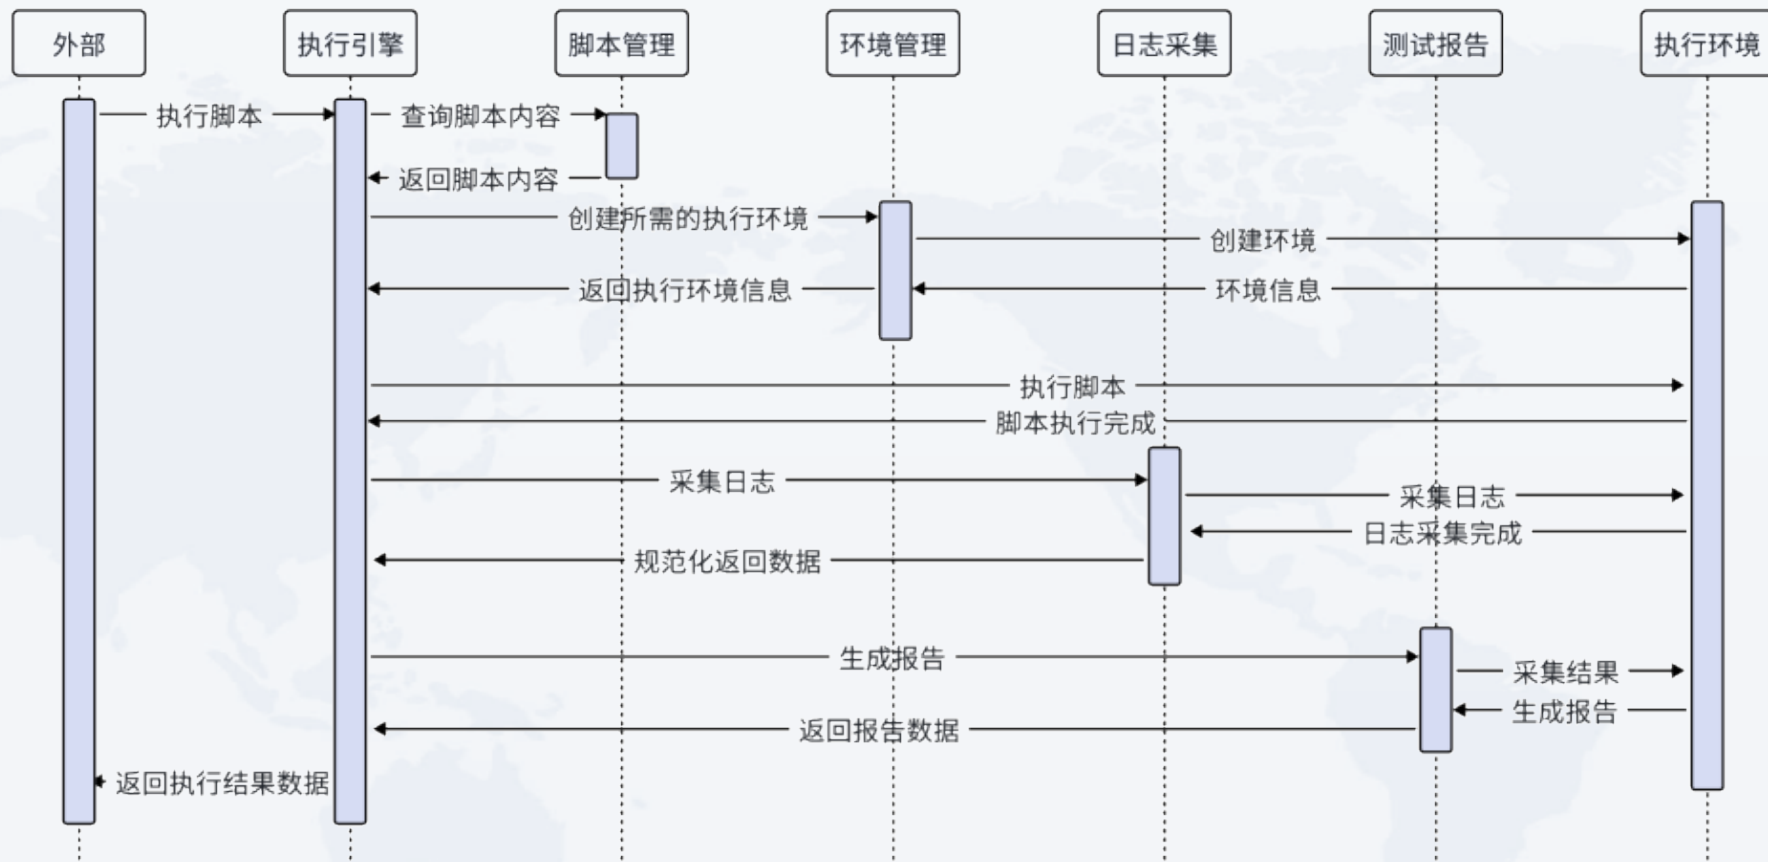 外部
执行引擎
脚本管理
环境管理
日志采集
测试报告
执行环境
执行脚本
查询脚本内容
返回脚本内容
创建所需的执行环境
创建环境
返回执行环境信息
环境信息
执行脚本
脚本执行完成
采集日志
采集日志
日志采集完成
规范化返回数据
生成报告
采集结果
生成报告
返回报告数据
返回执行结果数据